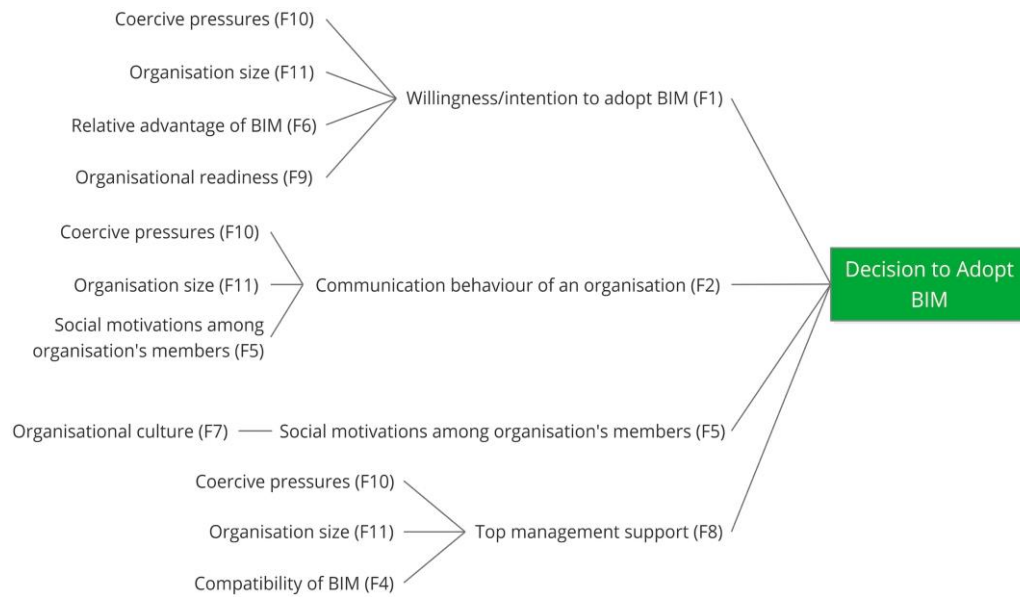 Coercive pressures (F10)
Organisation size (F11)
Relative advantage of BIM (F6)
Organisational readiness (F9)
Willingness/intention to adopt BIM (F1)
Coercive pressures (F10)
Organisation size (F11)
Social motivations among
organisation's members (F5)
Communication behaviour of an organisation (F2)
Organisational culture (F7)
Social motivations among organisation's members (F5)
Coercive pressures (F10)
Organisation size (F11)
Compatibility of BIM (F4)
Top management support (F8)
Decision to Adopt
BIM